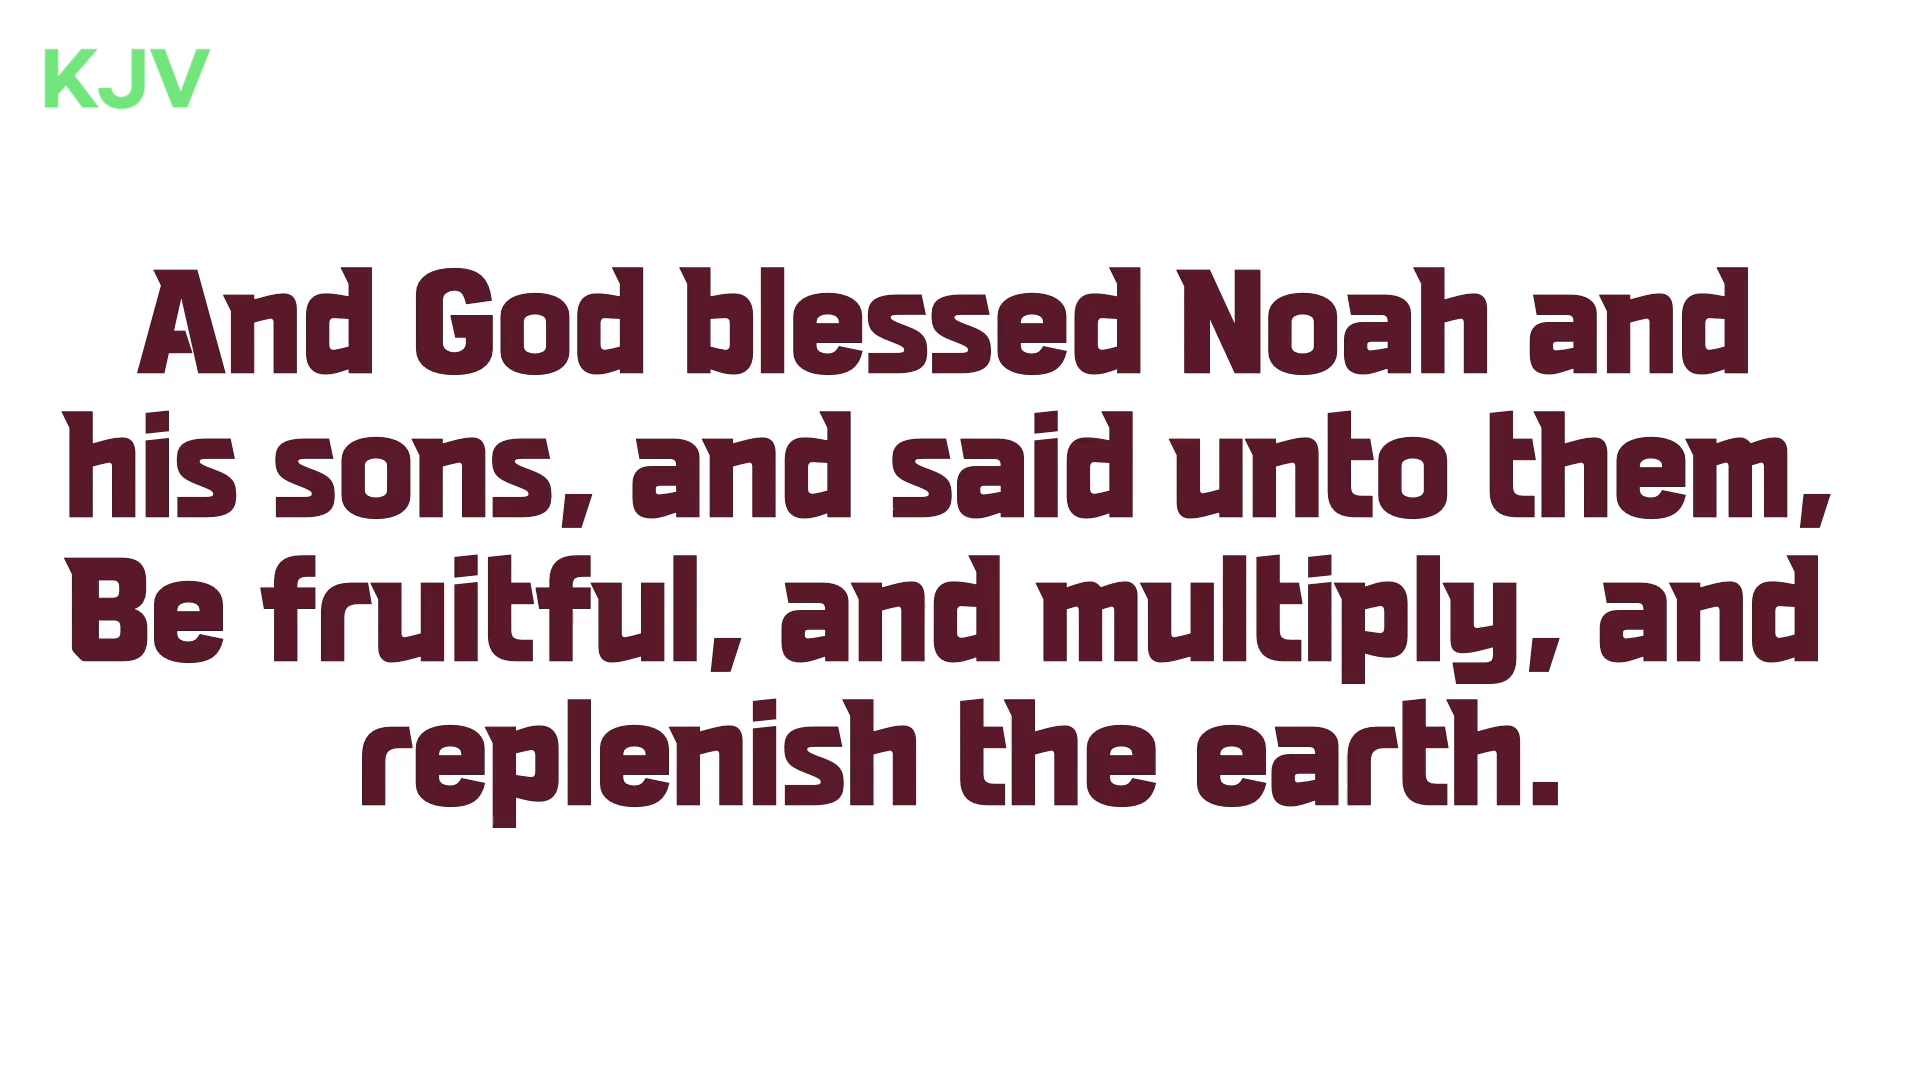 KJV
And God blessed Noah and
his sons, and said unto them,
Be fruitful, and multiply, and
replenish the earth.